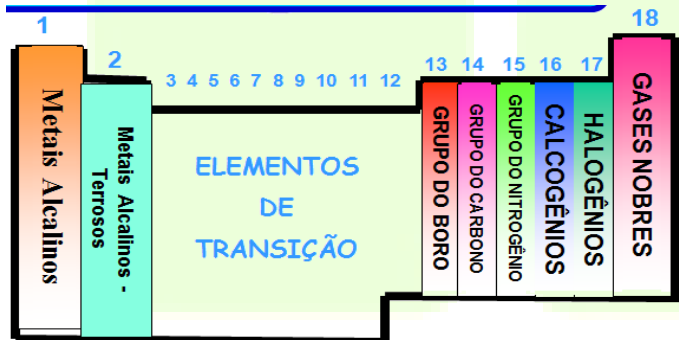 1
2
3 4 5 6 7 8 9 10 11 12
13 14 15 16 17
18
Metais Alcalinos
Metais Alcalinos -
Terrosos
ELEMENTOS
DE
TRANSIÇÃO
GRUPO DO BORO
GRUPO DO CARBONO
GRUPO DO NITROGÊNIO
CALCOGÊNIOS
HALOGÊNIOS
GASES NOBRES